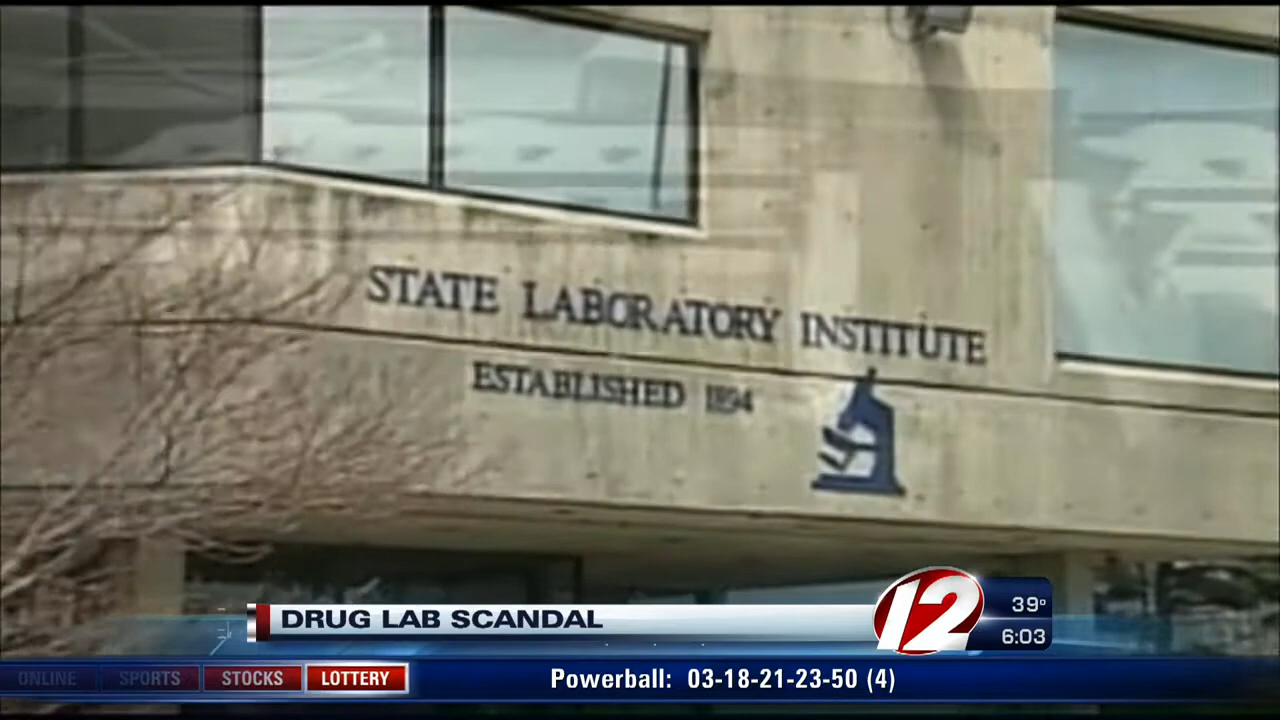 STATE LABORATORY INSTITUTE
ESTABLISHED 1894
DRUG LAB SCANDAL
12
39°
6:03
ONLINE SPORTS STOCKS LOTTERY
Powerball: 03-18-21-23-50 (4)